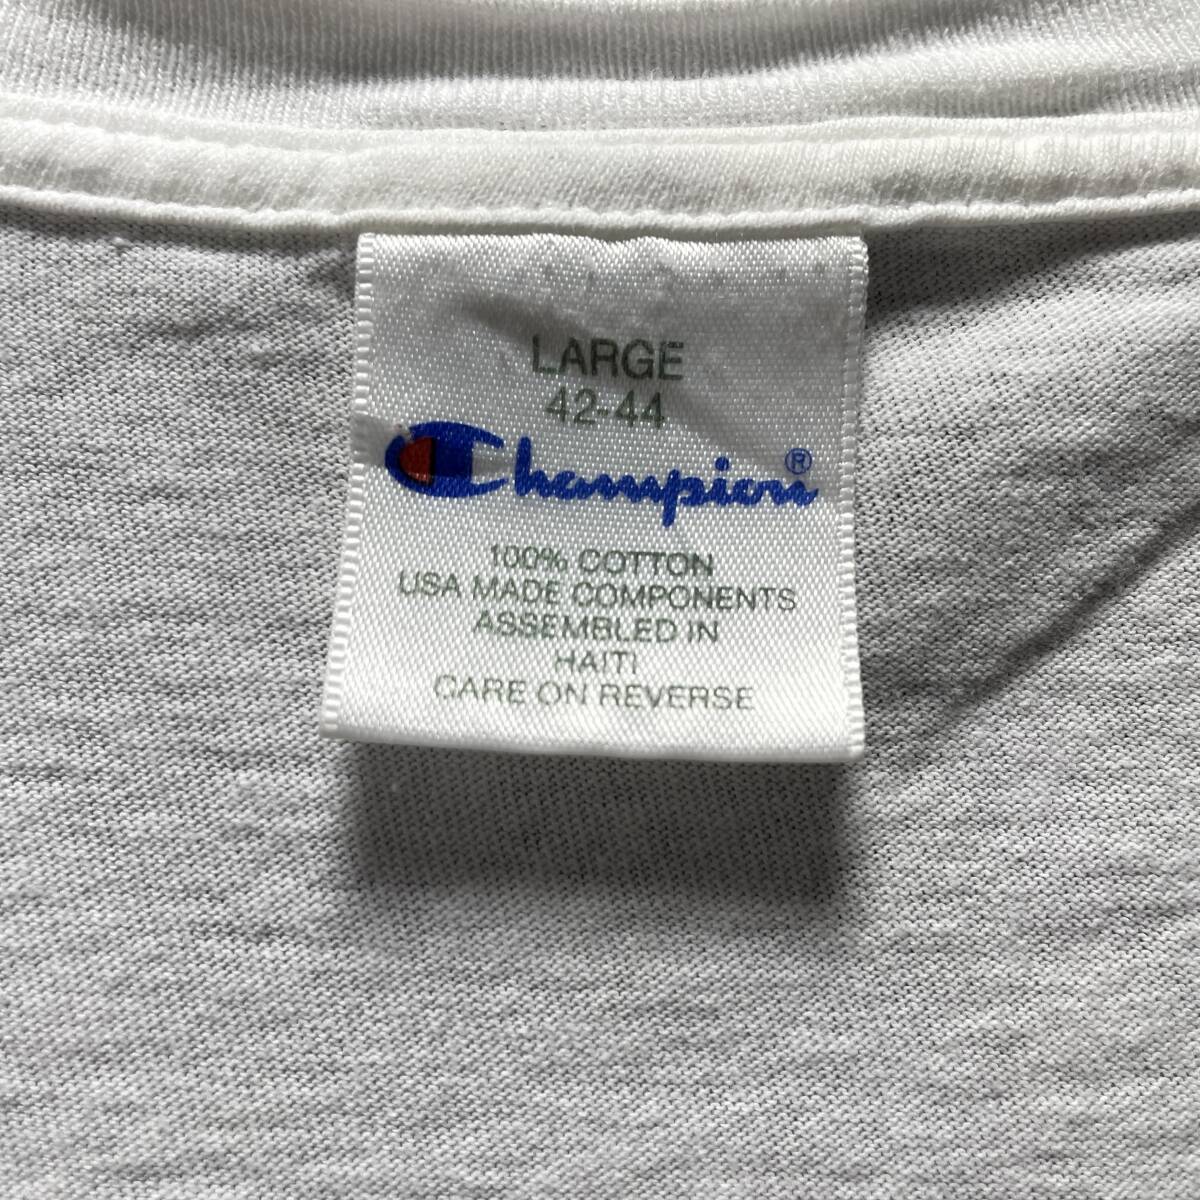 LARGE
42-44
Champion®
100% COTTON
USA MADE COMPONENTS
ASSEMBLED IN
HAITI
CARE ON REVERSE